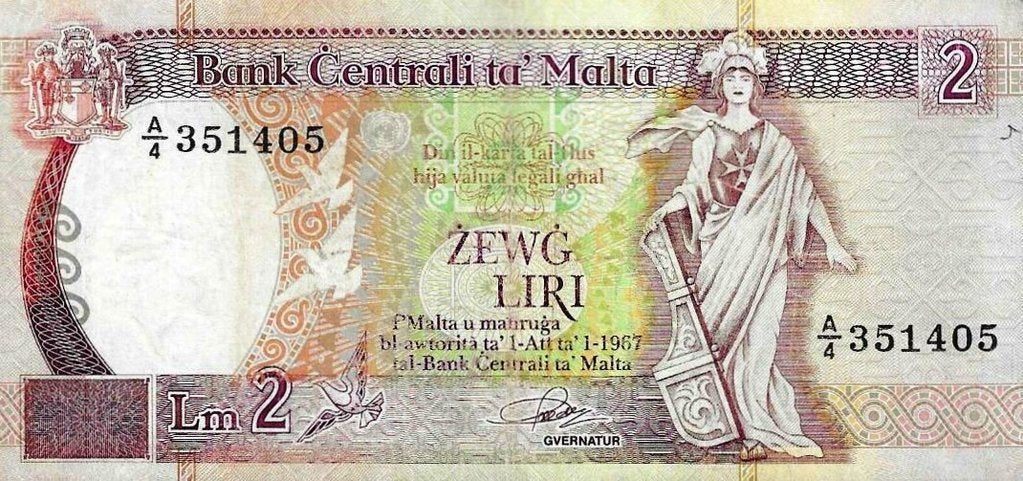 Bank Ċentrali ta' Malta
2
A/4 351405
Din il-karta tal-flus
hija valuta legali għal
ŻEWĠ
LIRI
f'Malta u maħruġa
bl-awtorità ta' l-Att ta' l-1967
tal-Bank Ċentrali ta' Malta
A/4 351405
Lm 2
GVERNATUR